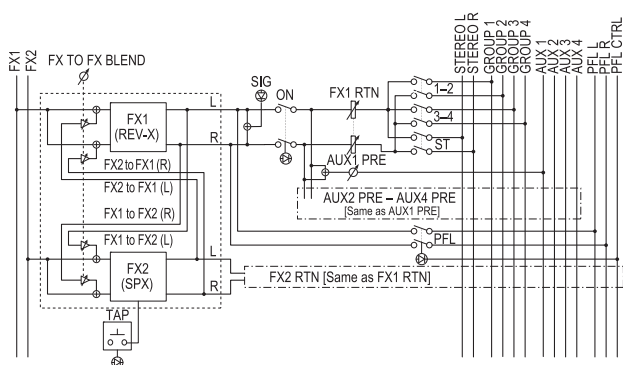 FX1
FX2
FX TO FX BLEND
STEREO L
STEREO R
GROUP 1
GROUP 2
GROUP 3
GROUP 4
AUX 1
AUX 2
AUX 3
AUX 4
PFL L
PFL R
PFL CTRL
SIG
ON
FX1 RTN
L
R
FX1
(REV-X)
1–2
3–4
ST
AUX1 PRE
FX2 to FX1 (R)
FX2 to FX1 (L)
FX1 to FX2 (R)
FX1 to FX2 (L)
AUX2 PRE – AUX4 PRE
[Same as AUX1 PRE]
PFL
FX2
(SPX)
L
R
FX2 RTN [Same as FX1 RTN]
TAP